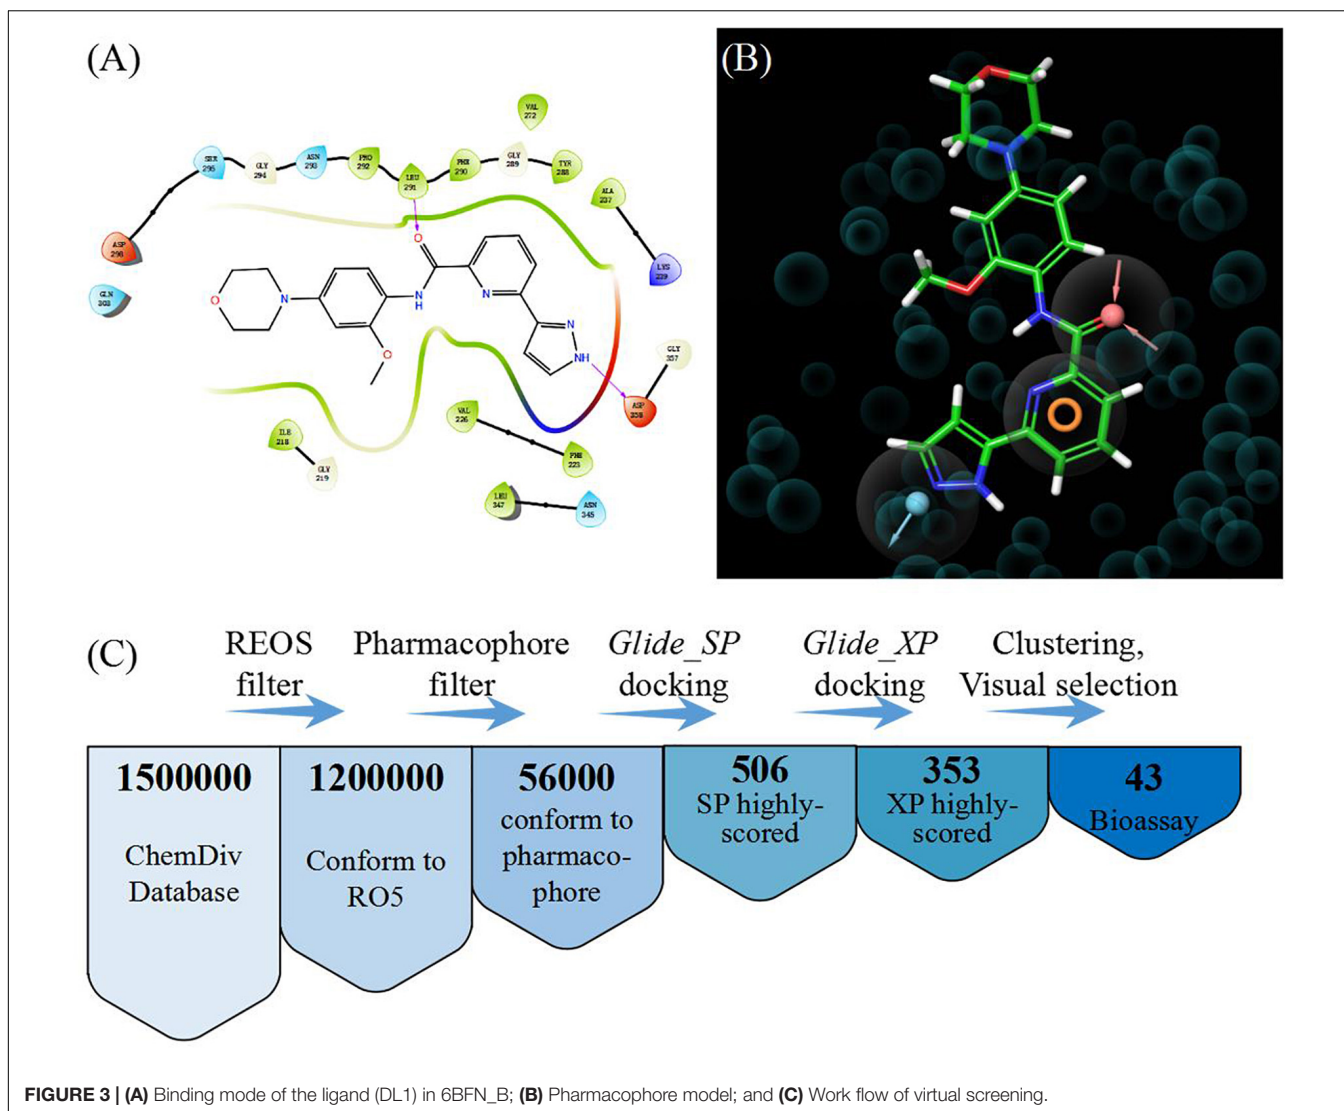 (A)
VAL
272
SER
295
GLY
294
ASN
293
PRO
292
LEU
291
PHE
290
GLY
289
TYR
288
ALA
237
LYS
239
ASP
298
GLN
303
O
N
O
N
H
O
N
N
NH
GLY
357
ASP
358
VAL
226
PHE
223
ILE
218
GLY
219
LEU
347
ASN
345
(B)
(C)
REOS
filter
Pharmacophore
filter
Glide_SP
docking
Glide_XP
docking
Clustering,
Visual selection
1500000
ChemDiv
Database
1200000
Conform to
RO5
56000
conform to
pharmaco-
phore
506
SP highly-
scored
353
XP highly-
scored
43
Bioassay
FIGURE 3 | (A) Binding mode of the ligand (DL1) in 6BFN_B; (B) Pharmacophore model; and (C) Work flow of virtual screening.